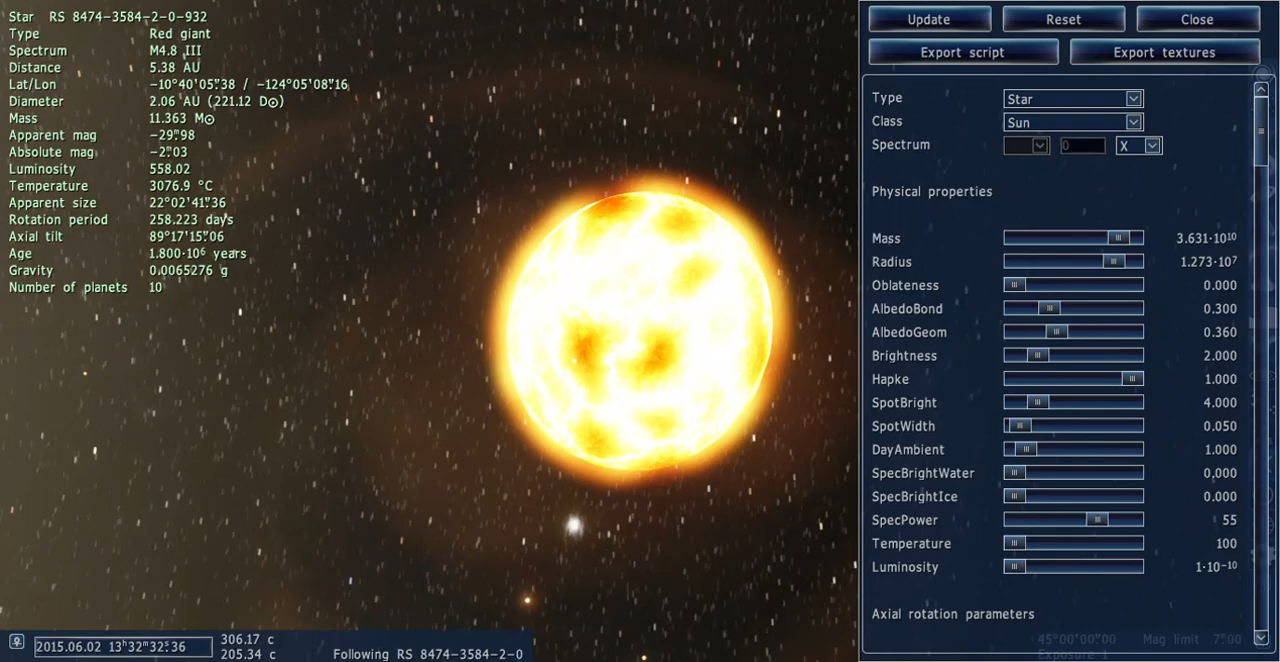 Star RS 8474-3584-2-0-932
Type Red giant
Spectrum M4.8 III
Distance 5.38 AU
Lat/Lon -10°40'05"38 / -124°05'08"16
Diameter 2.06 AU (221.12 D⊙)
Mass 11.363 M⊙
Apparent mag -29ᵐ98
Absolute mag -2ᵐ03
Luminosity 558.02
Temperature 3076.9 °C
Apparent size 22°02'41"36
Rotation period 258.223 days
Axial tilt 89°17'15"06
Age 1.800·10⁶ years
Gravity 0.0065276 g
Number of planets 10
2015.06.02 13ʰ32ᵐ32ˢ36
306.17 c
205.34 c
Following RS 8474-3584-2-0
Update Reset Close
Export script Export textures
Type Star
Class Sun
Spectrum 0 X
Physical properties
Mass 3.631·10¹⁰
Radius 1.273·10⁷
Oblateness 0.000
AlbedoBond 0.300
AlbedoGeom 0.360
Brightness 2.000
Hapke 1.000
SpotBright 4.000
SpotWidth 0.050
DayAmbient 1.000
SpecBrightWater 0.000
SpecBrightIce 0.000
SpecPower 55
Temperature 100
Luminosity 1·10⁻¹⁰
Axial rotation parameters
45°00'00"00 Mag limit 7.00
Exposure 1